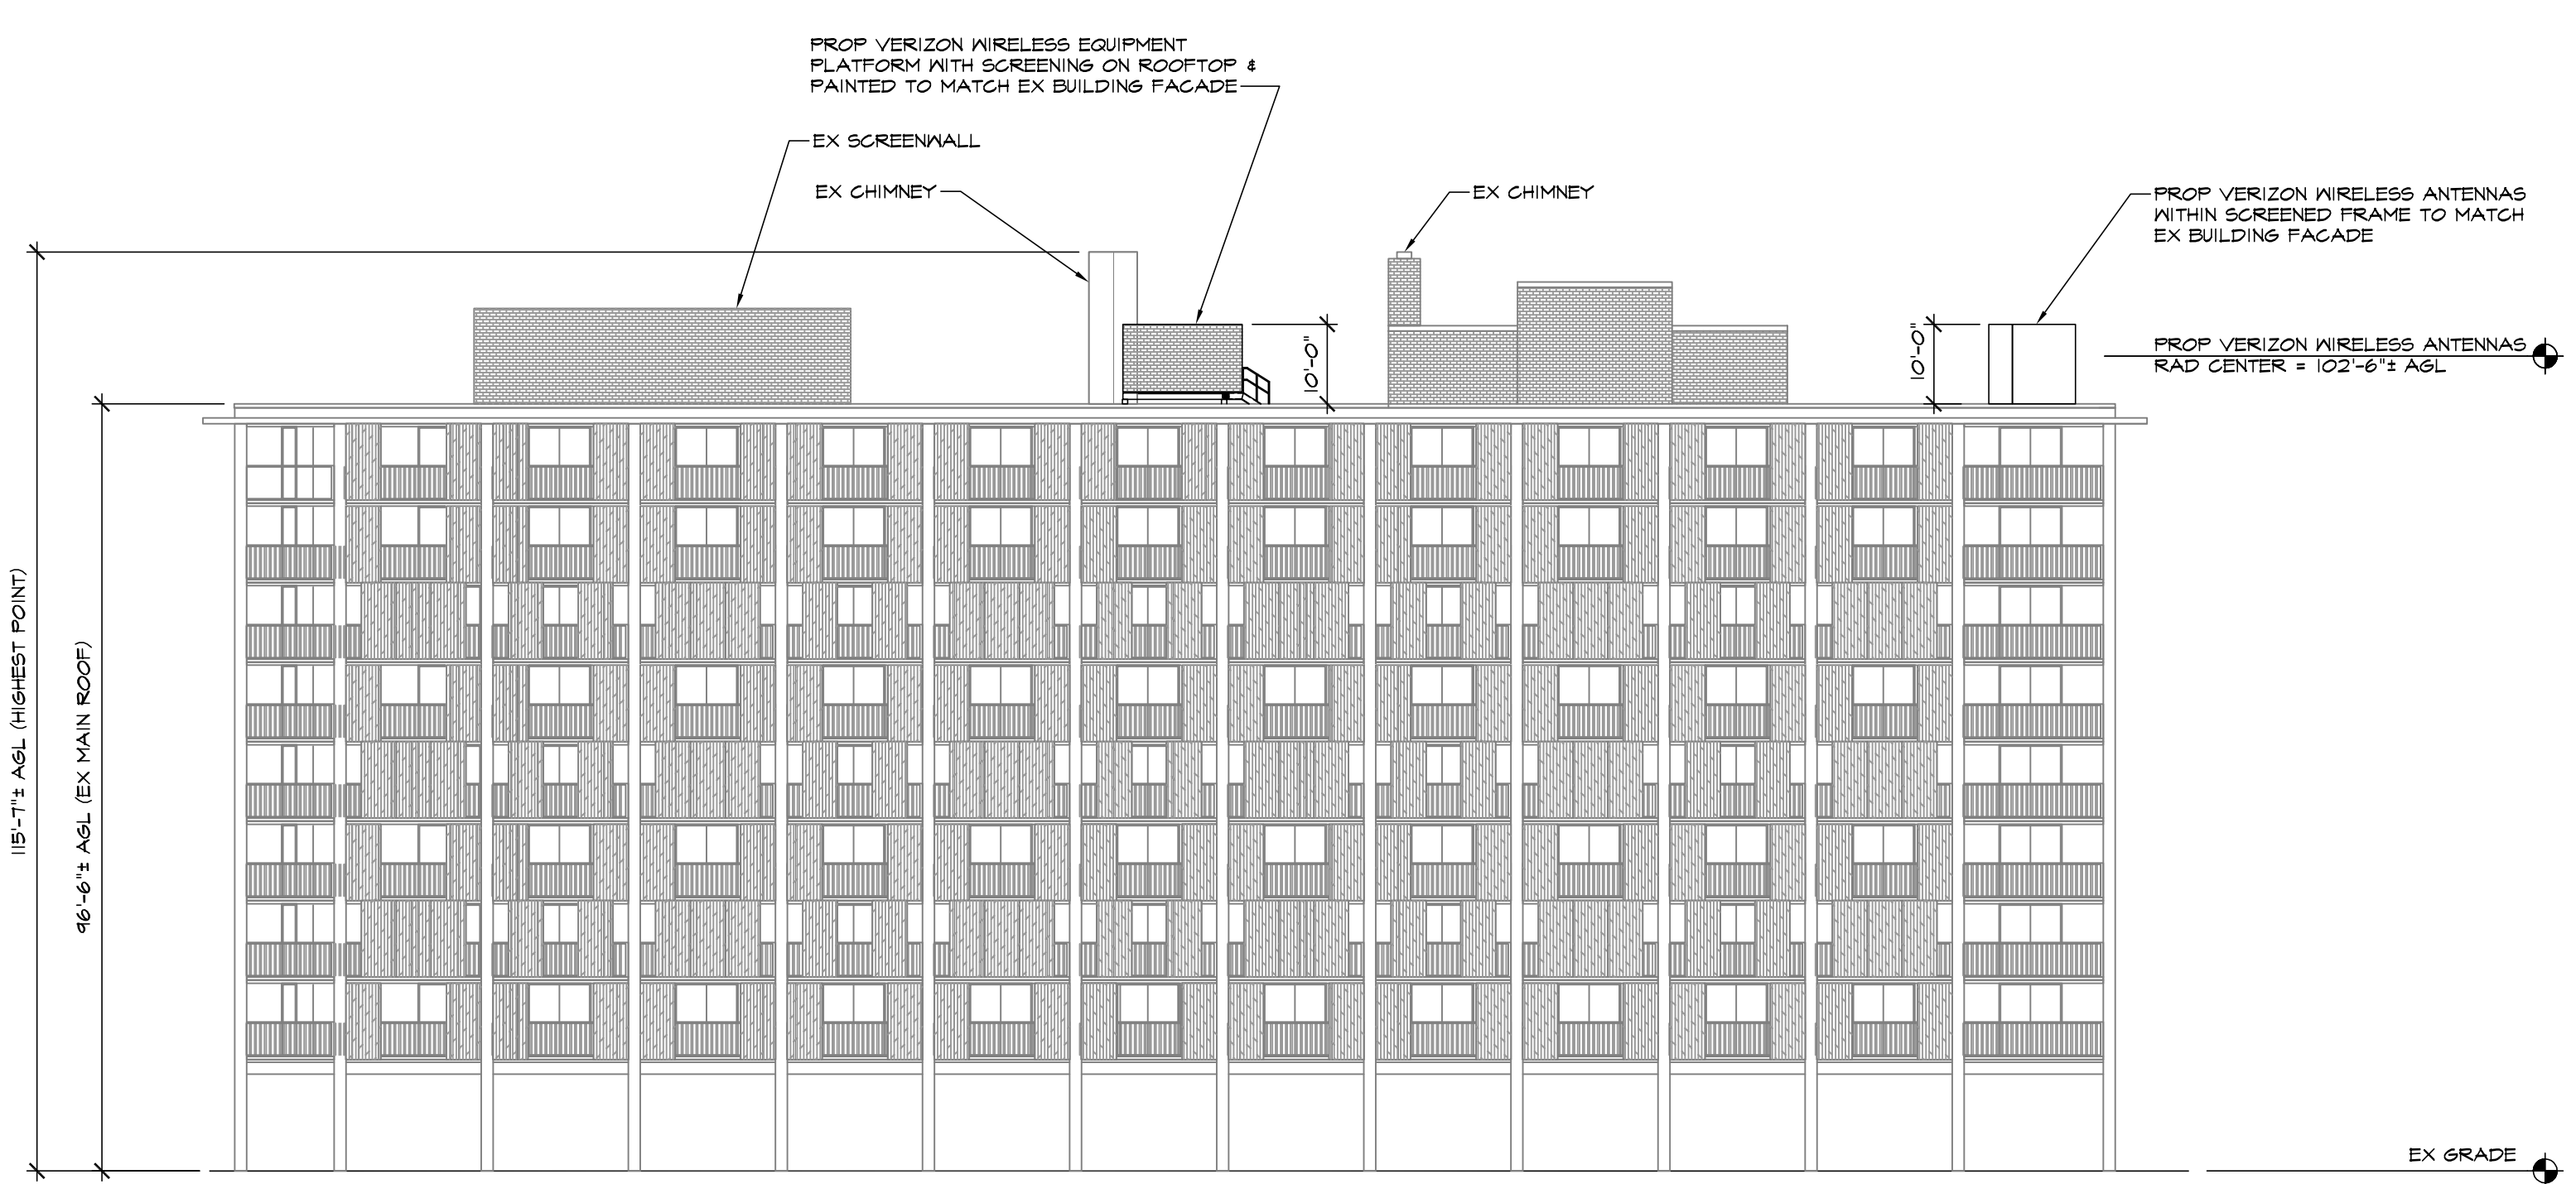 PROP VERIZON WIRELESS EQUIPMENT
PLATFORM WITH SCREENING ON ROOFTOP &
PAINTED TO MATCH EX BUILDING FACADE
EX SCREENWALL
EX CHIMNEY
EX CHIMNEY
PROP VERIZON WIRELESS ANTENNAS
WITHIN SCREENED FRAME TO MATCH
EX BUILDING FACADE
10'-0"
10'-0"
PROP VERIZON WIRELESS ANTENNAS
RAD CENTER = 102'-6"± AGL
115'-7"± AGL (HIGHEST POINT)
96'-6"± AGL (EX MAIN ROOF)
EX GRADE